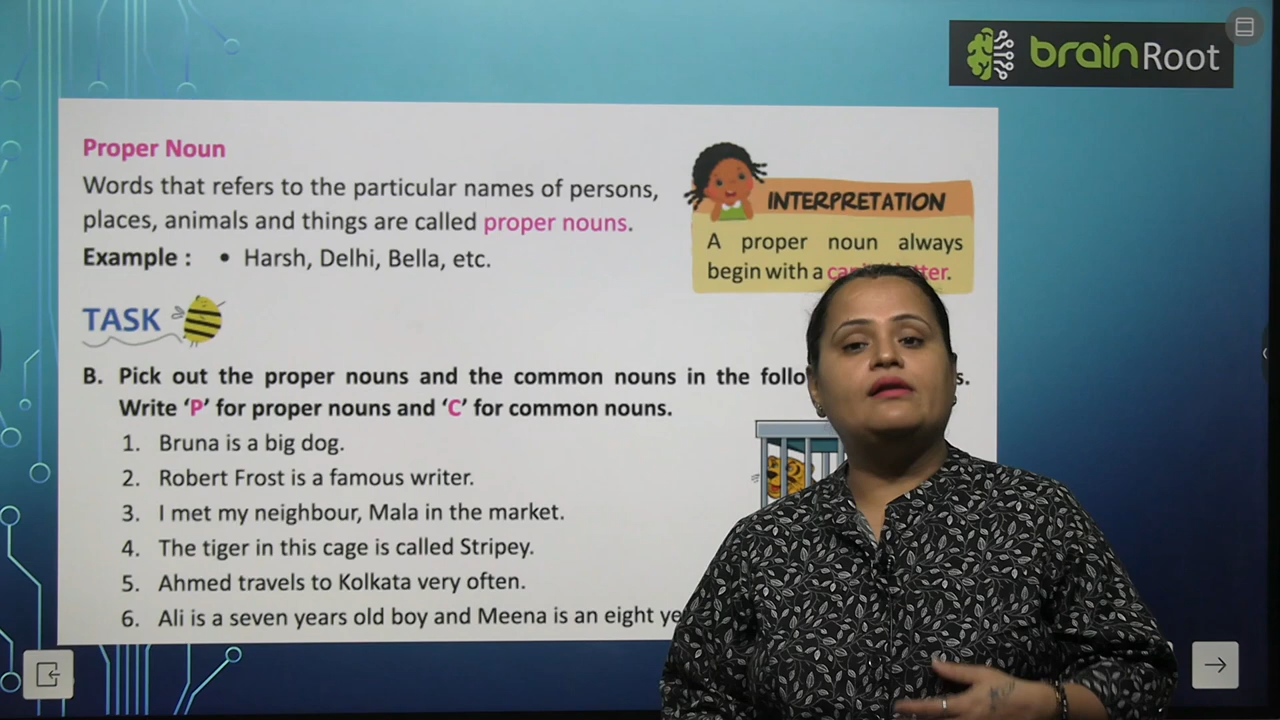 brainRoot
Proper Noun
Words that refers to the particular names of persons,
places, animals and things are called proper nouns.
Example : • Harsh, Delhi, Bella, etc.
INTERPRETATION
A proper noun always
begin with a
TASK
B. Pick out the proper nouns and the common nouns in the
Write ‘P’ for proper nouns and ‘C’ for common nouns.
1. Bruna is a big dog.
2. Robert Frost is a famous writer.
3. I met my neighbour, Mala in the market.
4. The tiger in this cage is called Stripey.
5. Ahmed travels to Kolkata very often.
6. Ali is a seven years old boy and Meena is an eight